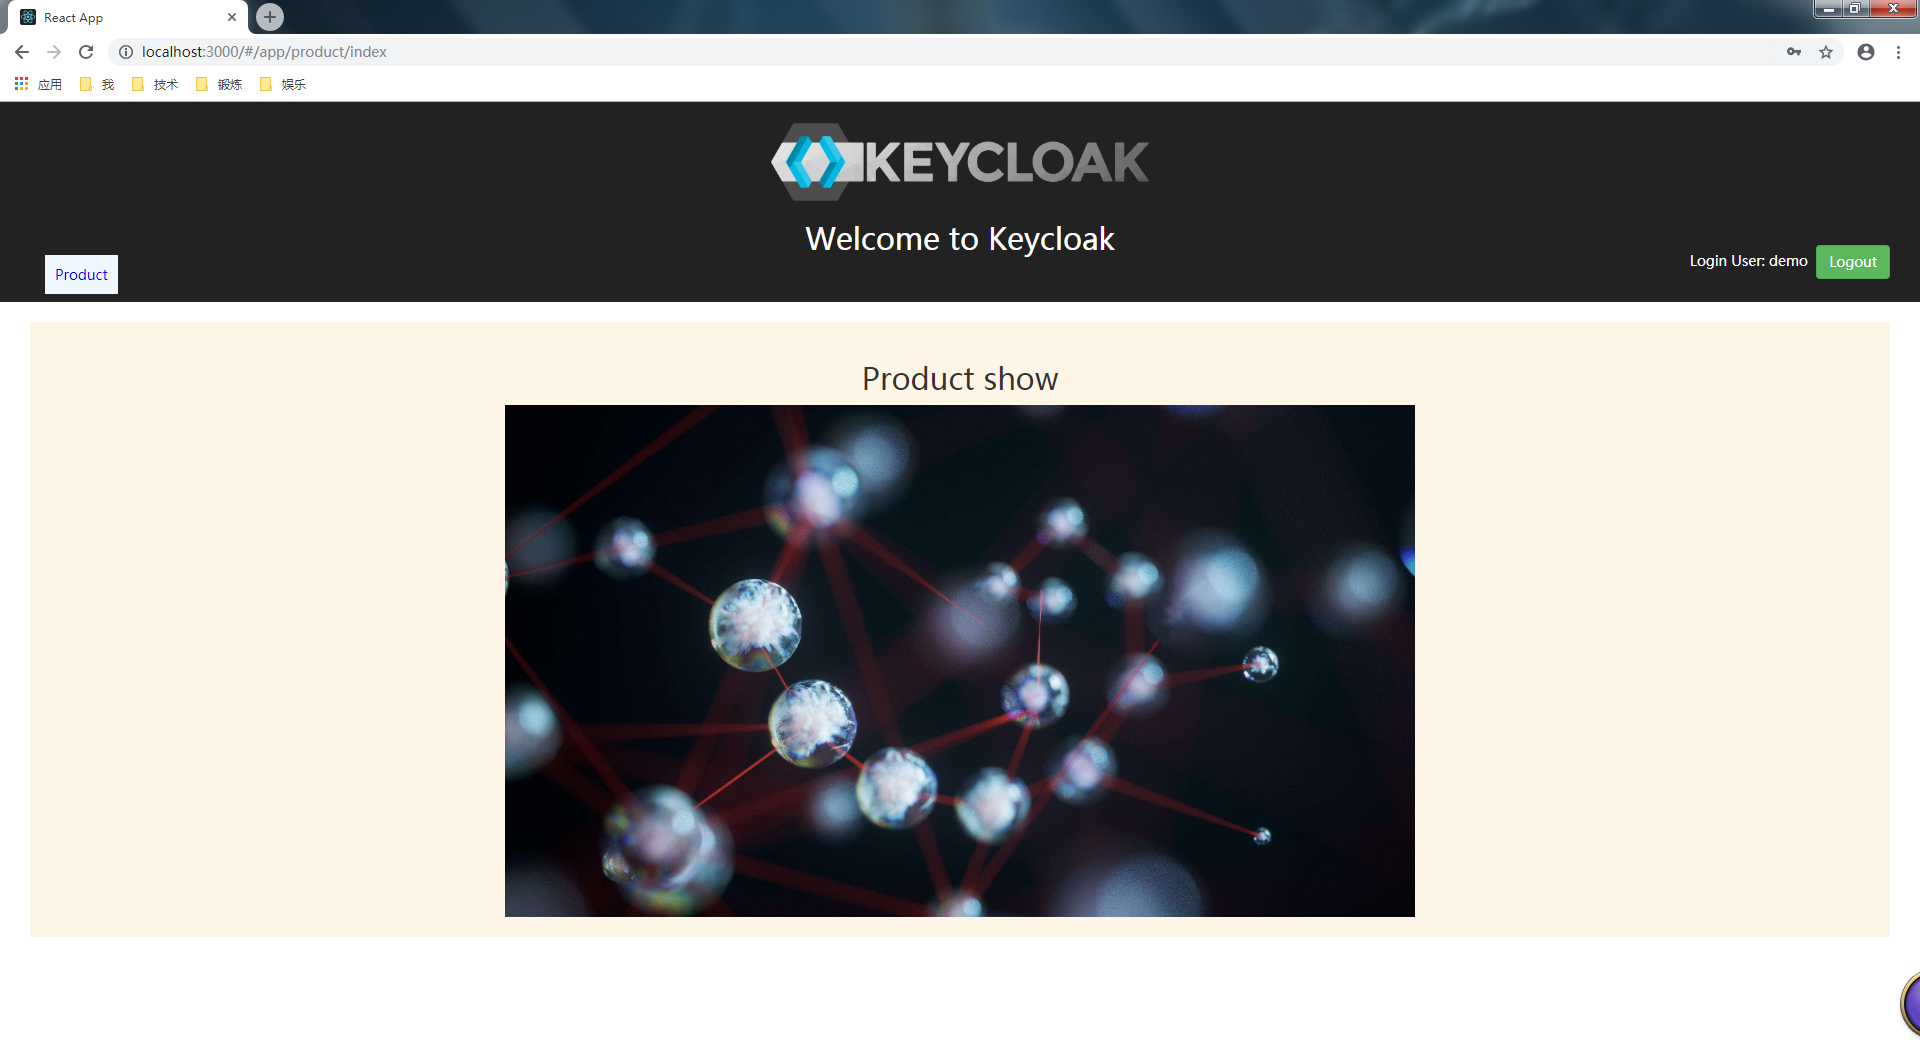 React App
localhost:3000/#/app/product/index
应用 我 技术 锻炼 娱乐
KEYCLOAK
Welcome to Keycloak
Product
Login User: demo Logout
Product show